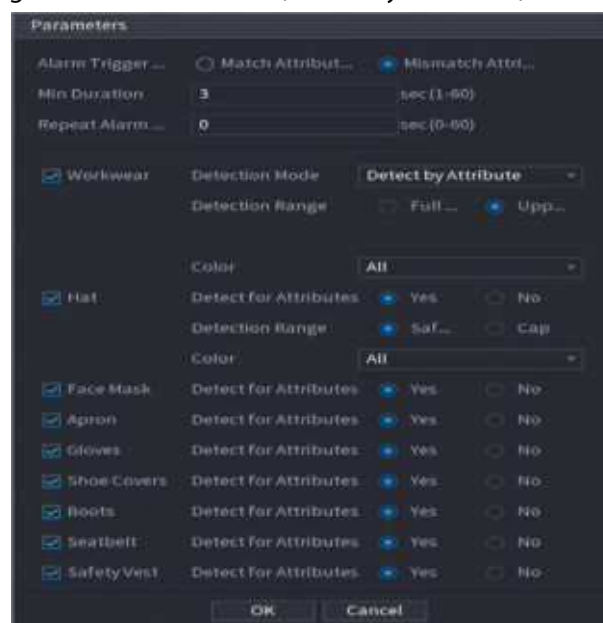 Parameters
Alarm Trigger ... Match Attribut... Mismatch Attri...
Min Duration 3 sec (1-60)
Repeat Alarm ... 0 sec (0-60)
Workwear Detection Mode Detect by Attribute
Detection Range Full ... Upp...
Color All
Hat Detect for Attributes Yes No
Detection Range Saf... Cap
Color All
Face Mask Detect for Attributes Yes No
Apron Detect for Attributes Yes No
Gloves Detect for Attributes Yes No
Shoe Covers Detect for Attributes Yes No
Boots Detect for Attributes Yes No
Seatbelt Detect for Attributes Yes No
Safety Vest Detect for Attributes Yes No
OK Cancel